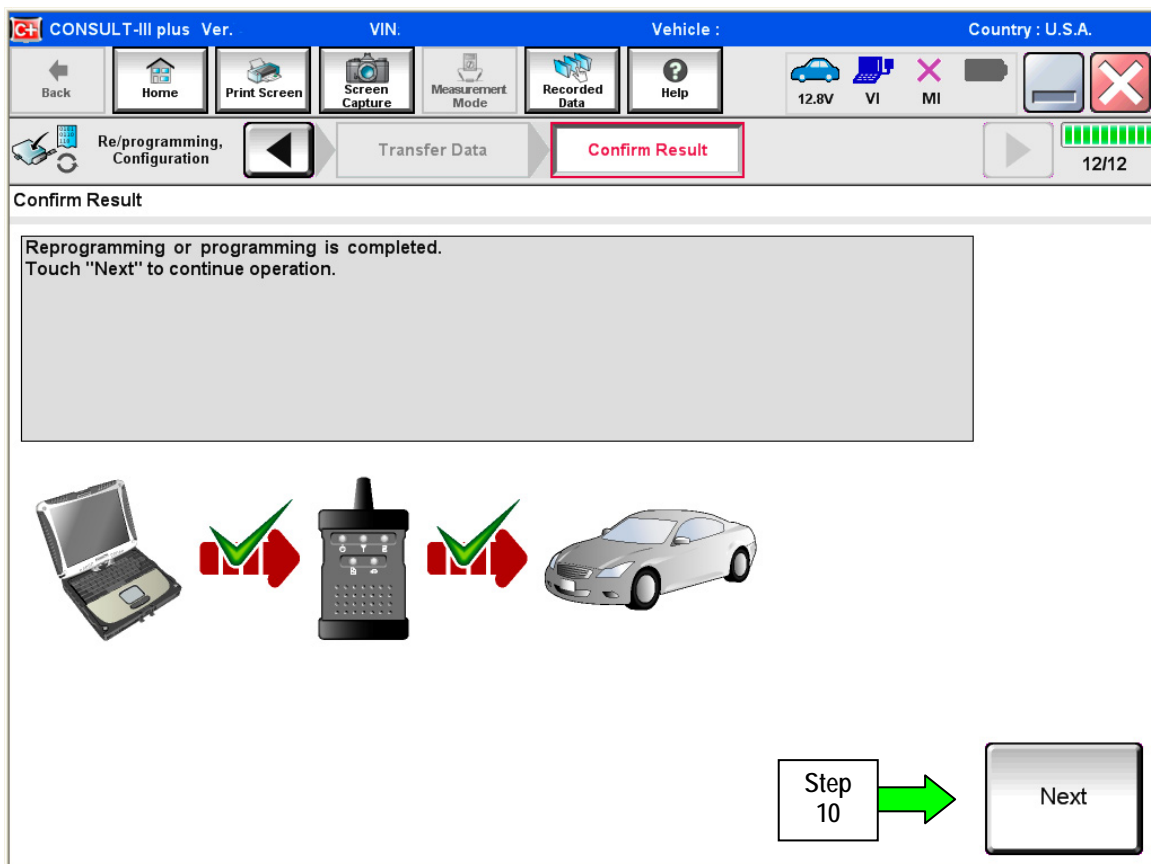 C+ CONSULT-III plus Ver. VIN: Vehicle : Country : U.S.A.
Back
Home
Print Screen
Screen
Capture
Measurement
Mode
Recorded
Data
Help
12.8V
VI
MI
Re/programming,
Configuration
Transfer Data
Confirm Result
12/12
Confirm Result
Reprogramming or programming is completed.
Touch "Next" to continue operation.
Step
10
Next